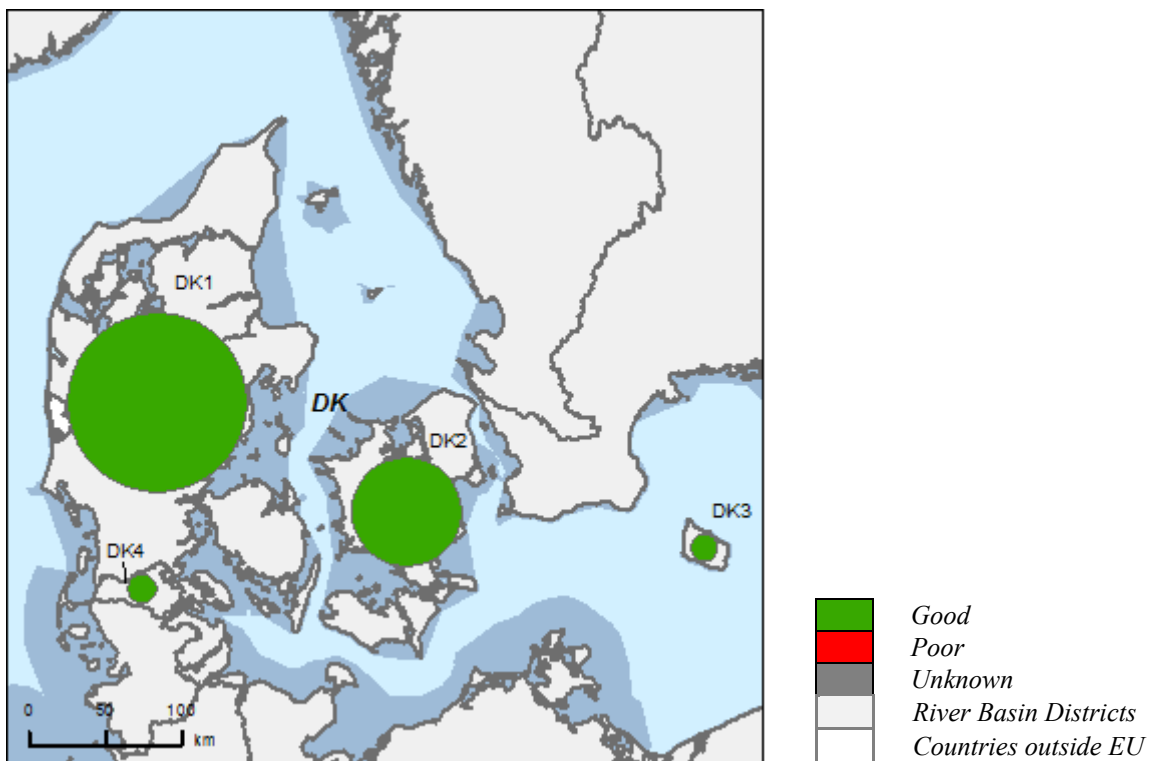 DK1
DK
DK2
DK3
DK4
0 50 100
km
Good
Poor
Unknown
River Basin Districts
Countries outside EU